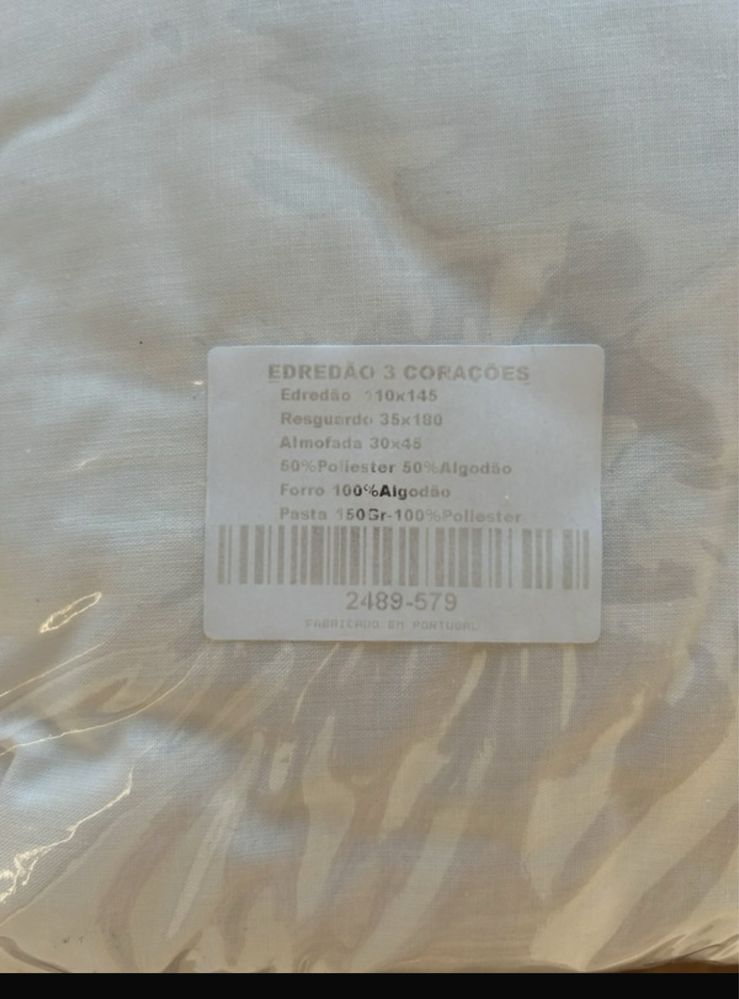 EDREDÃO 3 CORAÇÕES
Edredão 110x145
Resguardo 35x180
Almofada 30x45
50%Poliester 50%Algodão
Forro 100%Algodão
Pasta 150Gr-100%Poliester
2489-579
FABRICADO EM PORTUGAL